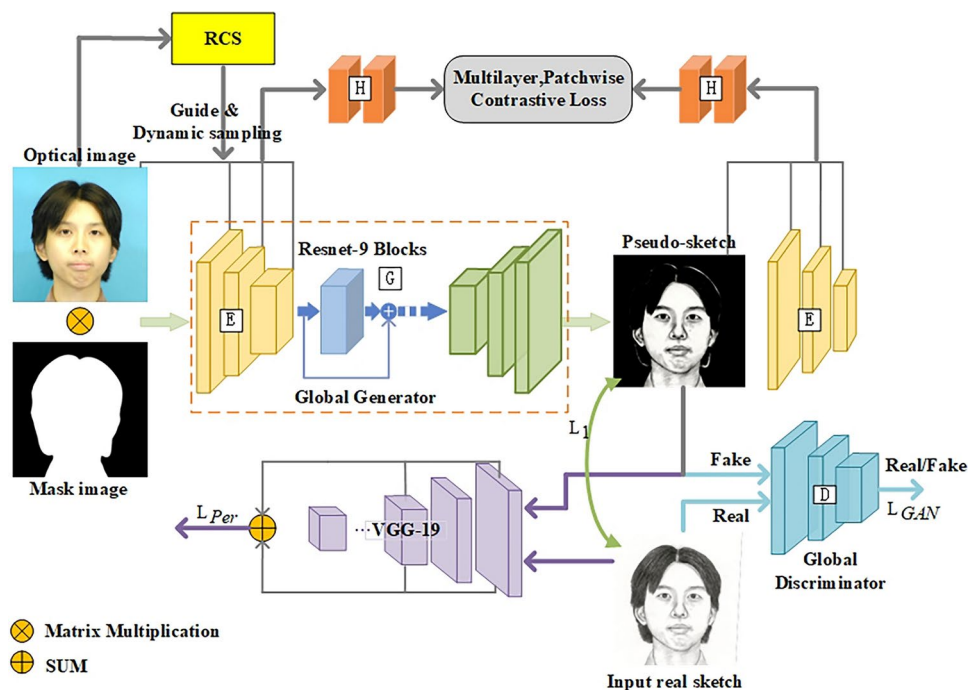 RCS
Guide &
Dynamic sampling
H
Multilayer,Patchwise
Contrastive Loss
H
Optical image
Resnet-9 Blocks
G
E
Global Generator
Pseudo-sketch
E
Mask image
L1
Fake
Real
D
Real/Fake
LGAN
Global
Discriminator
LPer
··VGG-19
Matrix Multiplication
SUM
Input real sketch